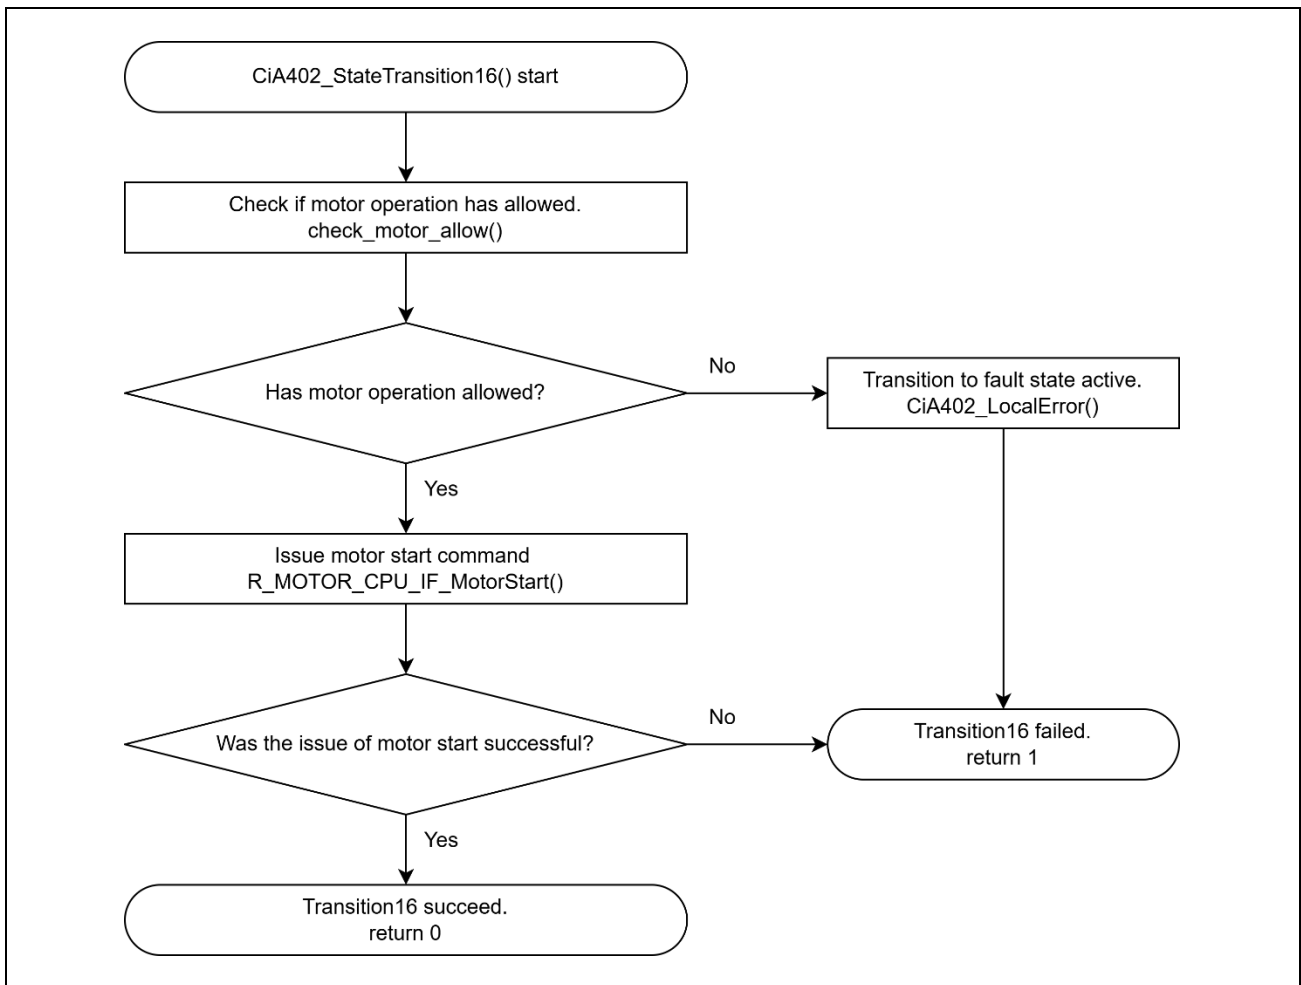 CiA402_StateTransition16() start
Check if motor operation has allowed.
check_motor_allow()
Has motor operation allowed?
No
Transition to fault state active.
CiA402_LocalError()
Yes
Issue motor start command
R_MOTOR_CPU_IF_MotorStart()
Was the issue of motor start successful?
No
Transition16 failed.
return 1
Yes
Transition16 succeed.
return 0